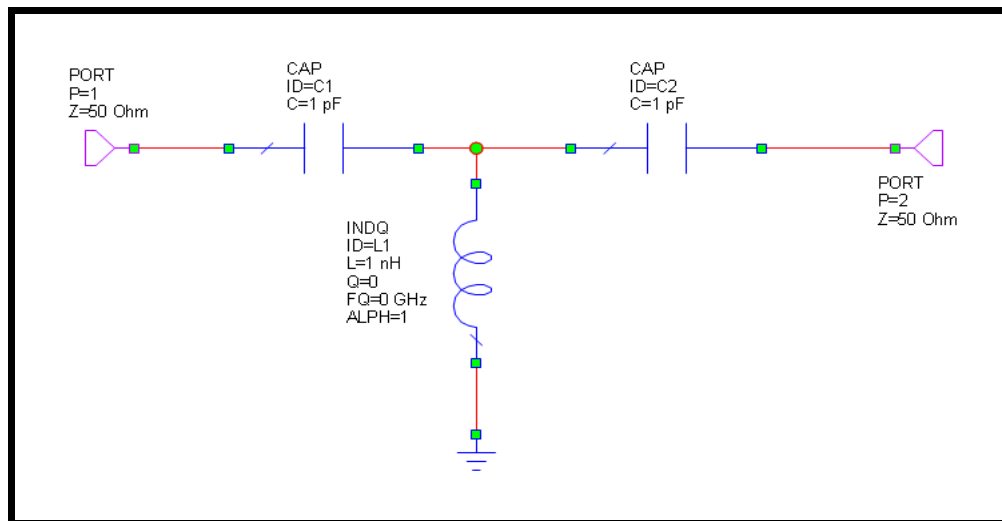 PORT
P=1
Z=50 Ohm
CAP
ID=C1
C=1 pF
CAP
ID=C2
C=1 pF
PORT
P=2
Z=50 Ohm
INDQ
ID=L1
L=1 nH
Q=0
FQ=0 GHz
ALPH=1